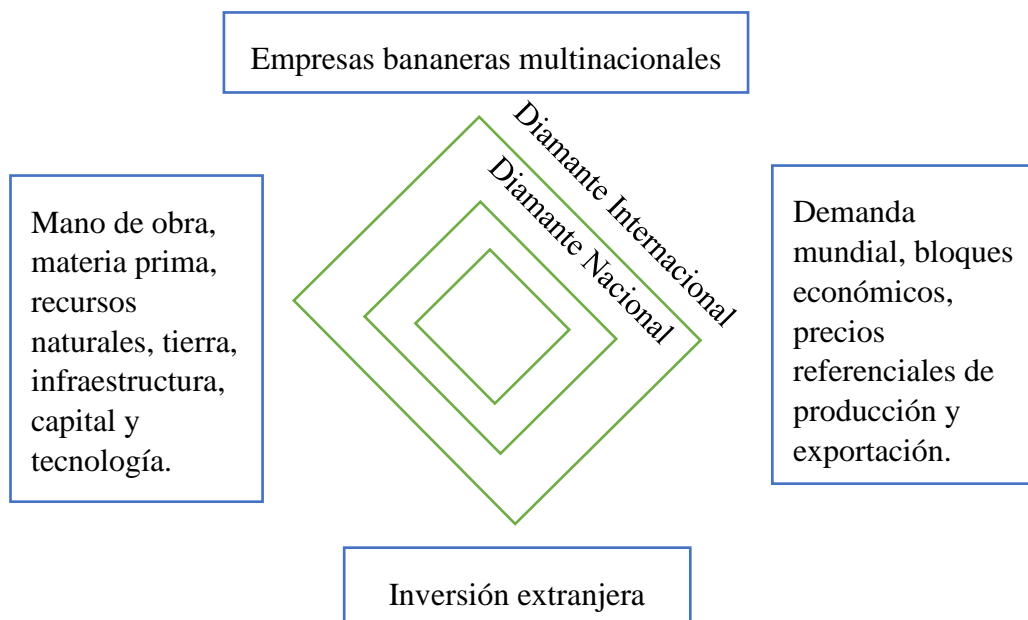 Empresas bananeras multinacionales
Diamante Internacional
Diamante Nacional
Mano de obra,
materia prima,
recursos
naturales, tierra,
infraestructura,
capital y
tecnología.
Demanda
mundial, bloques
económicos,
precios
referenciales de
producción y
exportación.
Inversión extranjera